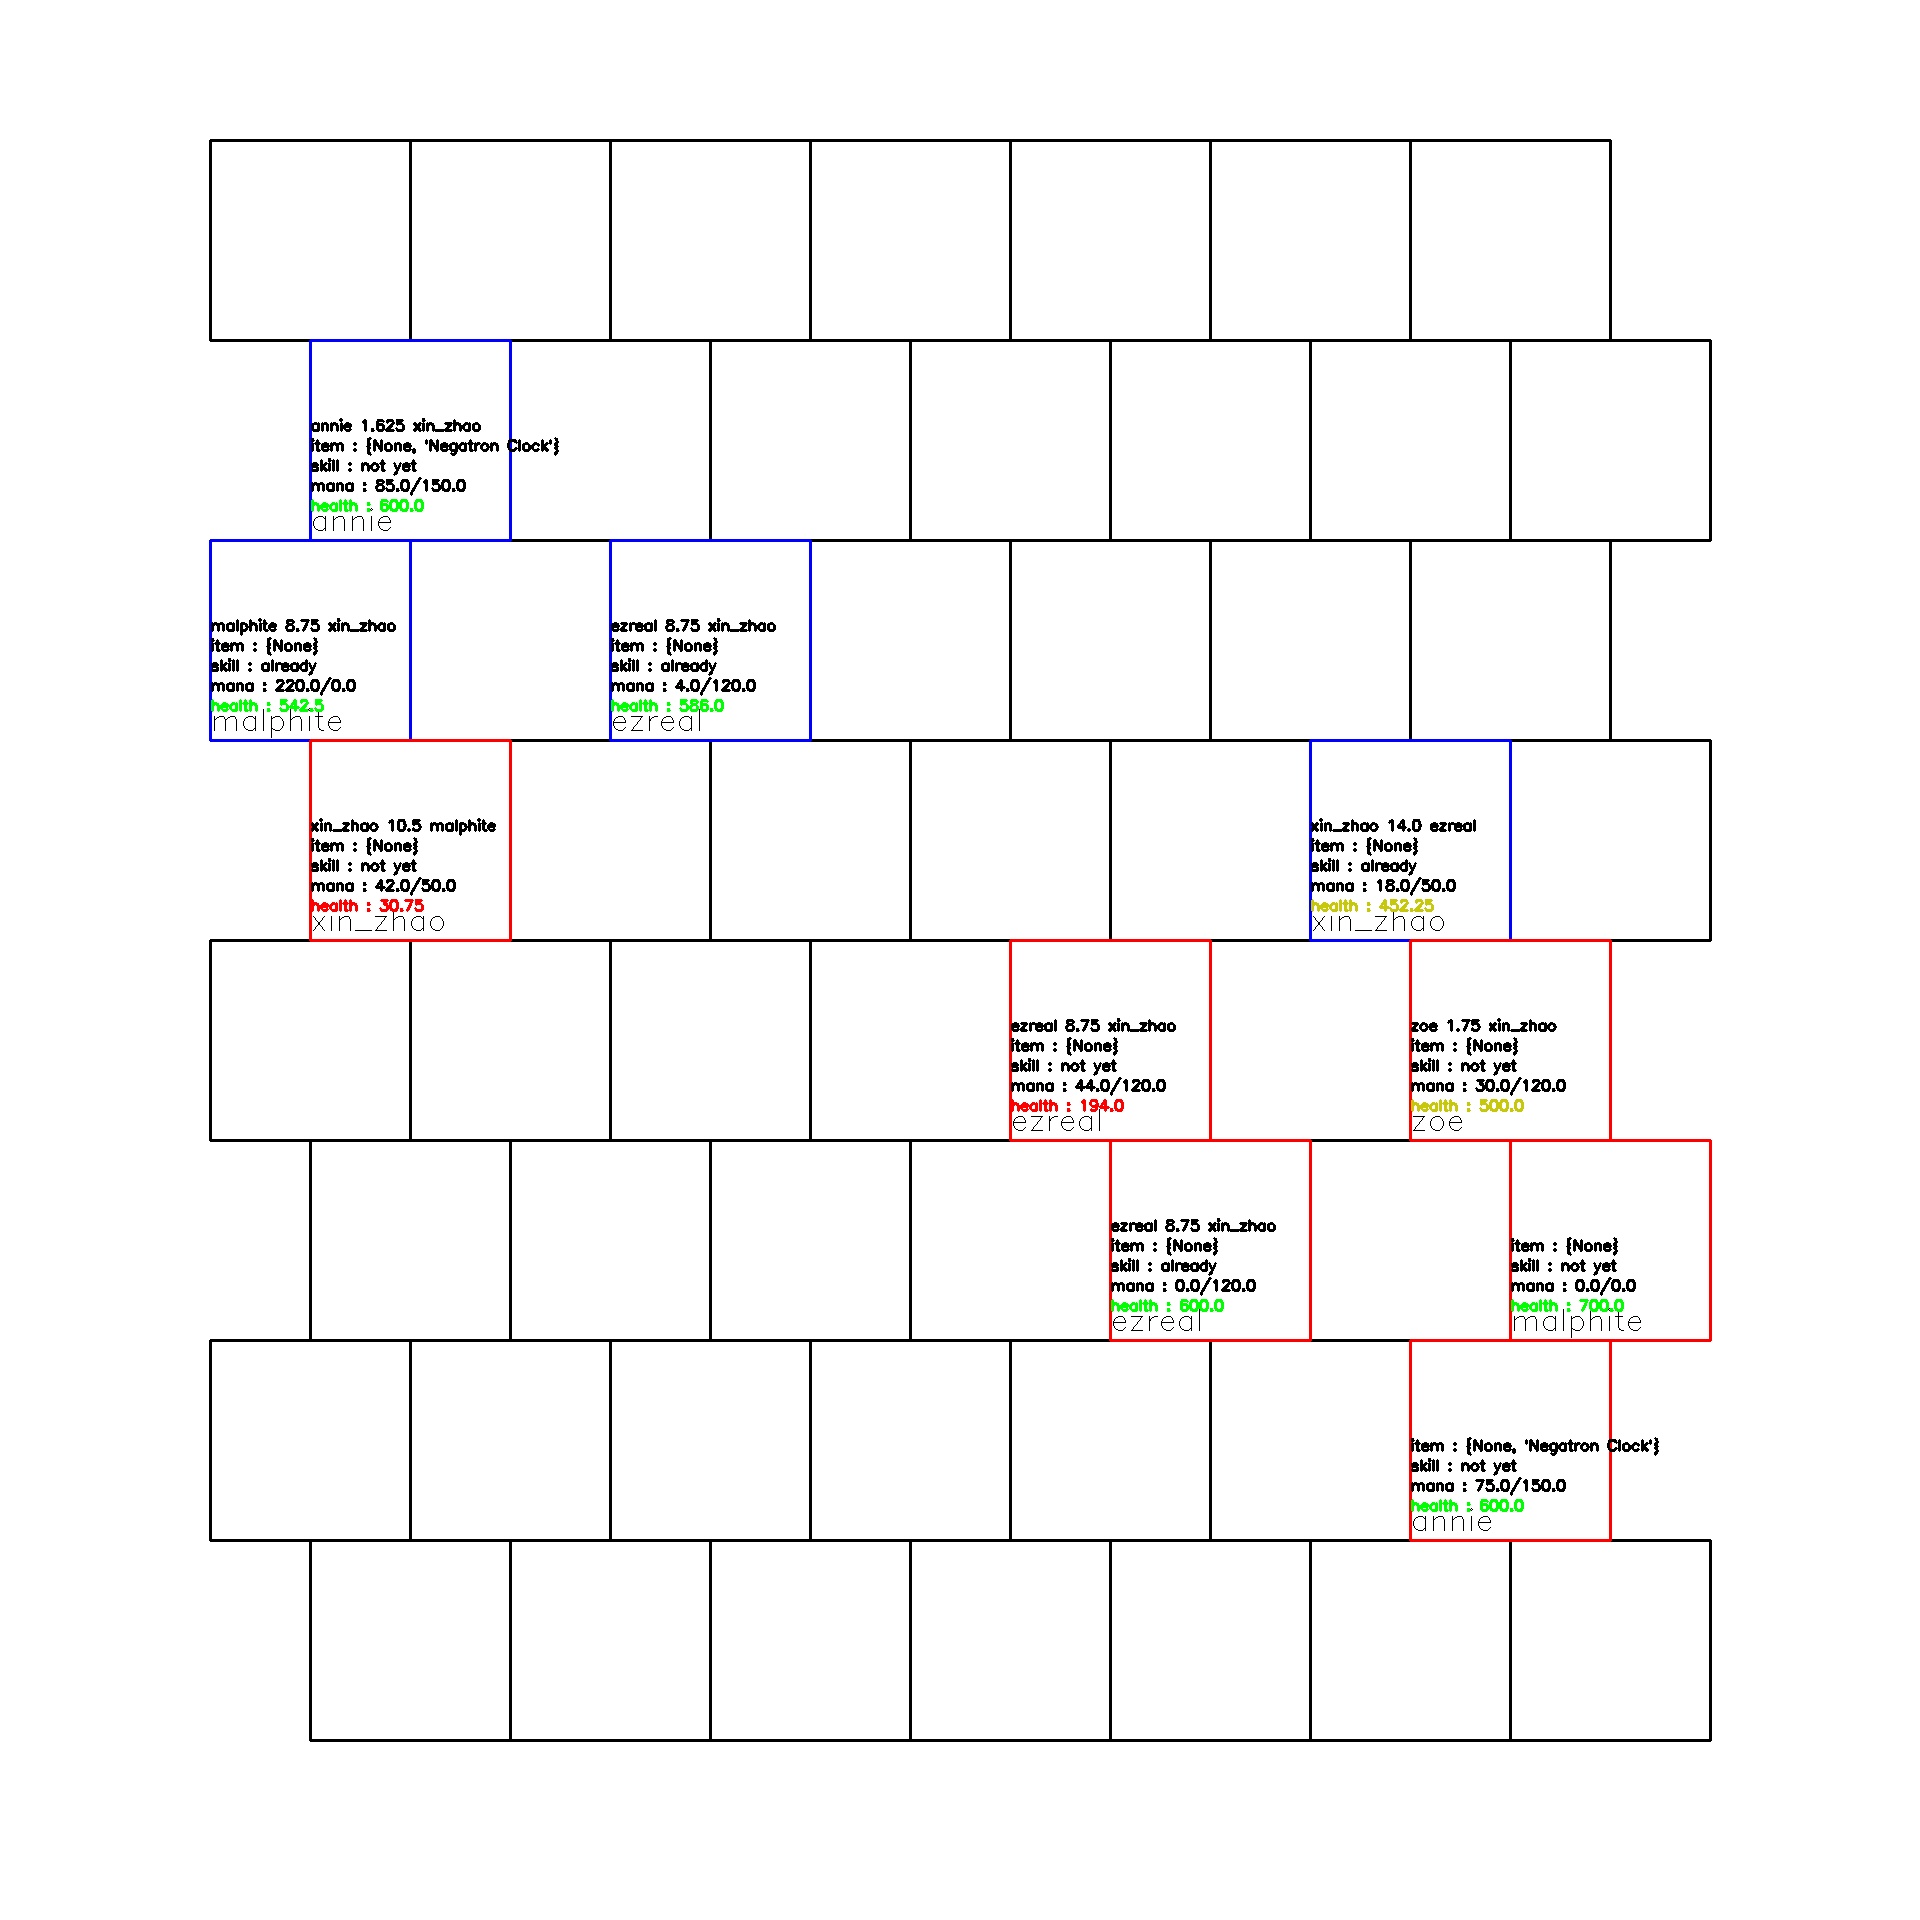 annie 1.625 xin_zhao
item : {None, 'Negatron Clock'}
skill : not yet
mana : 85.0/150.0
health : 600.0
annie
malphite 8.75 xin_zhao
item : {None}
skill : already
mana : 220.0/0.0
health : 542.5
malphite
ezreal 8.75 xin_zhao
item : {None}
skill : already
mana : 4.0/120.0
health : 586.0
ezreal
xin_zhao 10.5 malphite
item : {None}
skill : not yet
mana : 42.0/50.0
health : 30.75
xin_zhao
xin_zhao 14.0 ezreal
item : {None}
skill : already
mana : 18.0/50.0
health : 452.25
xin_zhao
ezreal 8.75 xin_zhao
item : {None}
skill : not yet
mana : 44.0/120.0
health : 194.0
ezreal
zoe 1.75 xin_zhao
item : {None}
skill : not yet
mana : 30.0/120.0
health : 500.0
zoe
ezreal 8.75 xin_zhao
item : {None}
skill : already
mana : 0.0/120.0
health : 600.0
ezreal
item : {None}
skill : not yet
mana : 0.0/0.0
health : 700.0
malphite
item : {None, 'Negatron Clock'}
skill : not yet
mana : 75.0/150.0
health : 600.0
annie